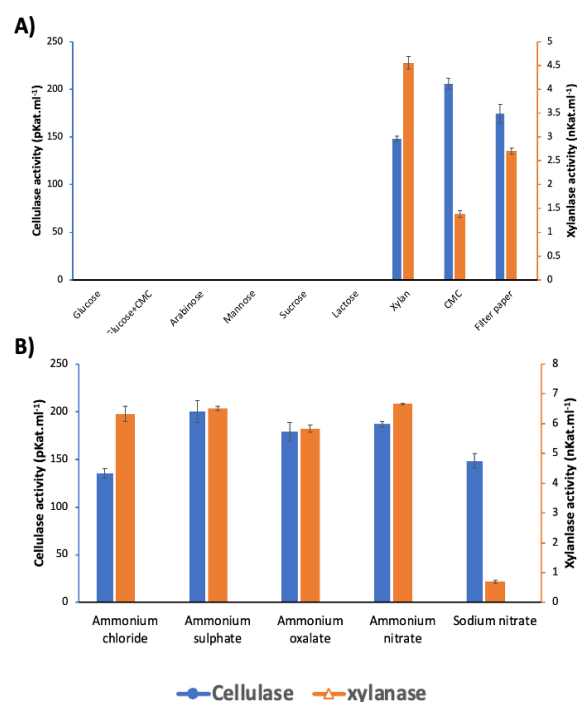 A)
Cellulase activity (pKat.ml-1)
250
200
150
100
50
0
5
4.5
4
3.5
3
2.5
2
1.5
1
0.5
0
Xylanlase activity (nKat.ml-1)
Glucose
Glucose+CMC
Arabinose
Mannose
Sucrose
Lactose
Xylan
CMC
Filter paper
B)
Cellulase activity (pKat.ml-1)
250
200
150
100
50
0
8
7
6
5
4
3
2
1
0
Xylanlase activity (nKat.ml-1)
Ammonium chloride
Ammonium sulphate
Ammonium oxalate
Ammonium nitrate
Sodium nitrate
Cellulase
xylanase